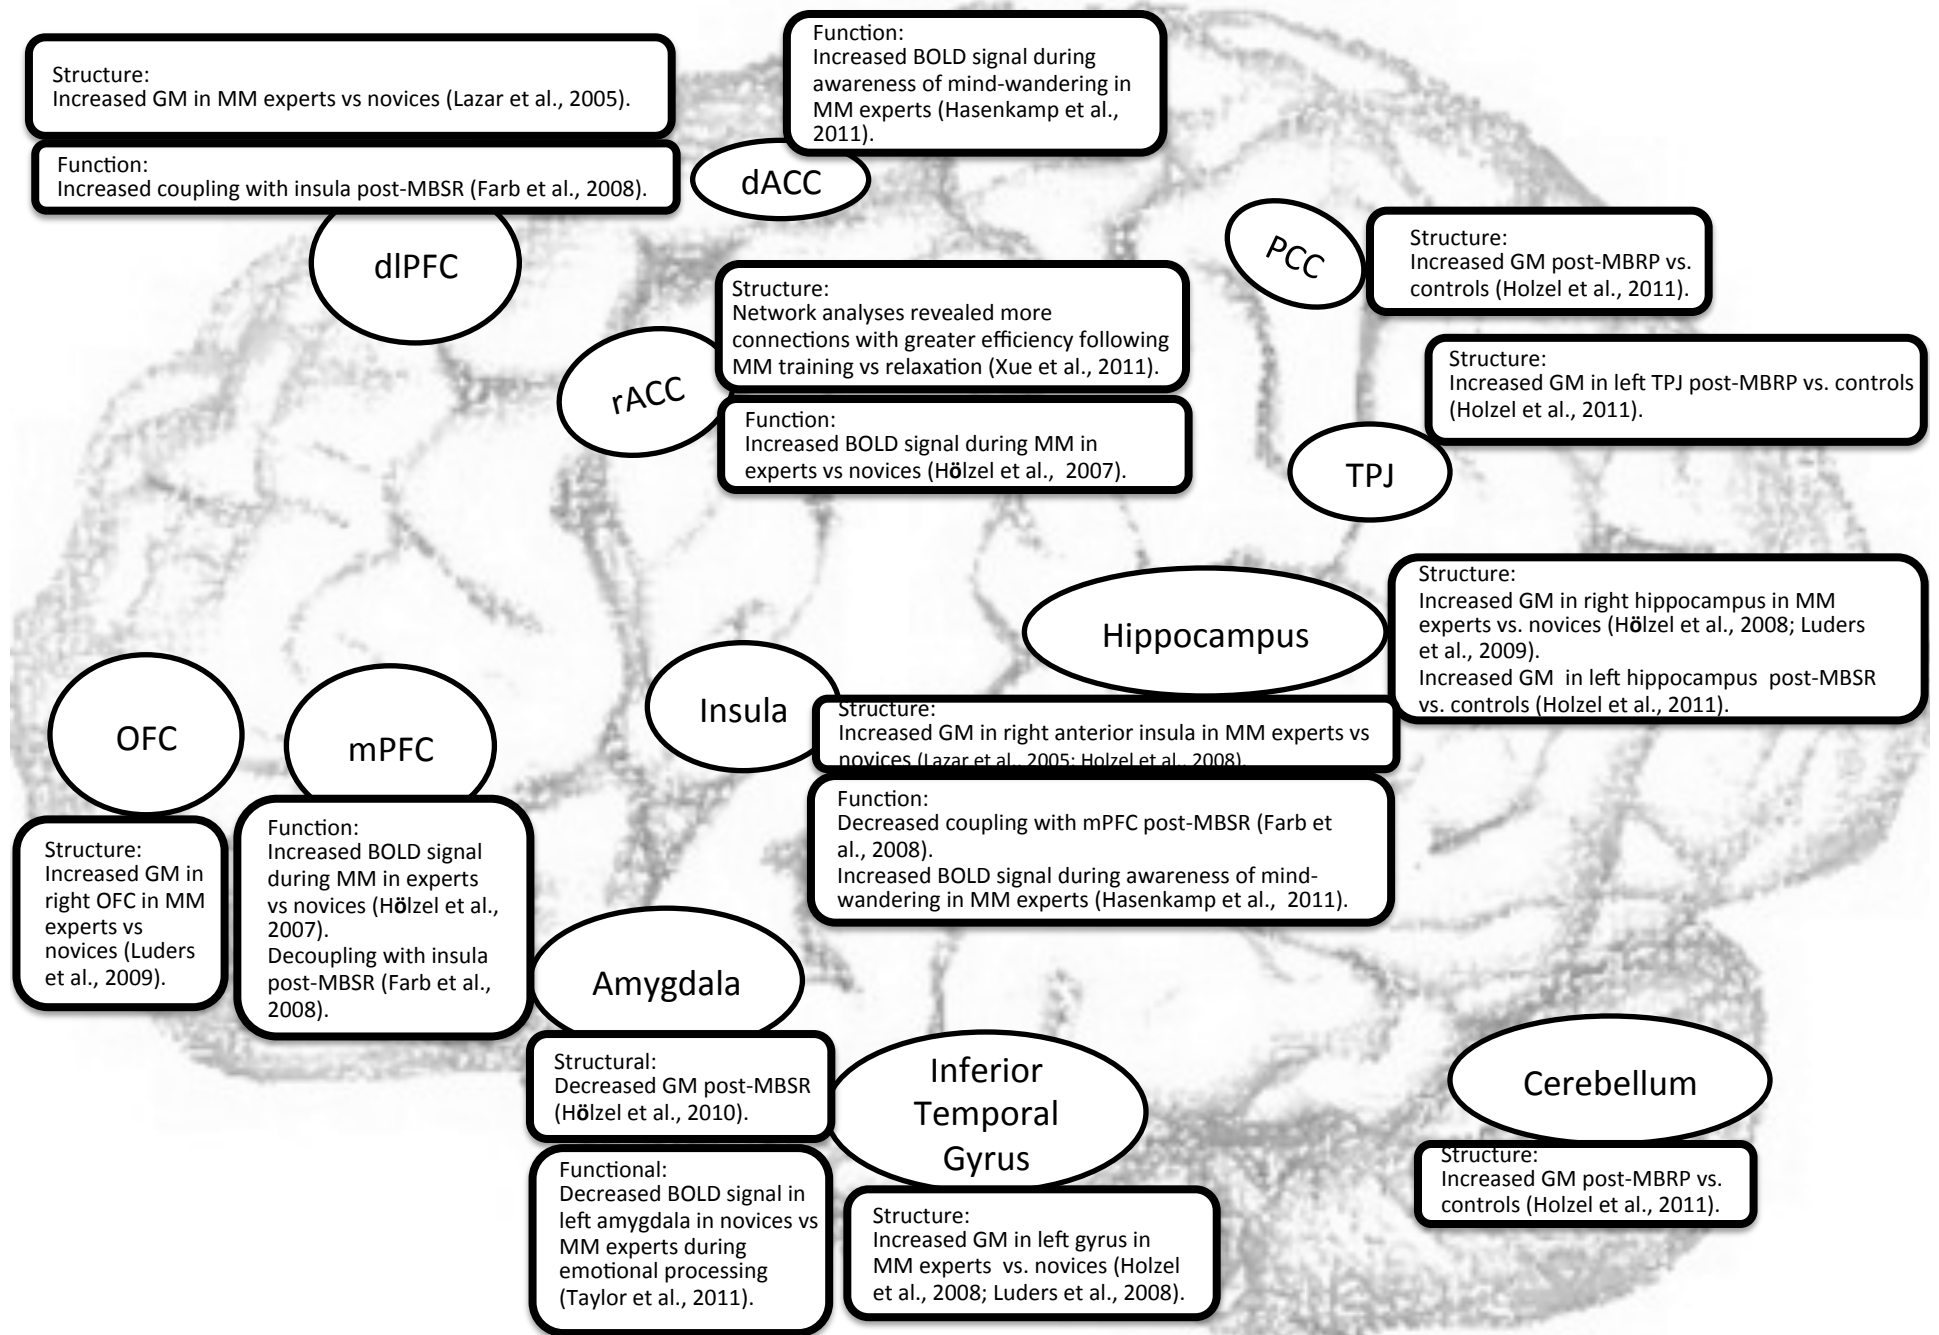 Structure:
Increased GM in MM experts vs novices (Lazar et al., 2005).
Function:
Increased coupling with insula post-MBSR (Farb et al., 2008).
dlPFC
Function:
Increased BOLD signal during
awareness of mind-wandering in
MM experts (Hasenkamp et al.,
2011).
dACC
PCC
Structure:
Increased GM post-MBRP vs.
controls (Holzel et al., 2011).
rACC
Structure:
Network analyses revealed more
connections with greater efficiency following
MM training vs relaxation (Xue et al., 2011).
Function:
Increased BOLD signal during MM in
experts vs novices (Hölzel et al.,  2007).
Structure:
Increased GM in left TPJ post-MBRP vs. controls
(Holzel et al., 2011).
TPJ
Hippocampus
Structure:
Increased GM in right hippocampus in MM
experts vs. novices (Hölzel et al., 2008; Luders
et al., 2009).
Increased GM  in left hippocampus  post-MBSR
vs. controls (Holzel et al., 2011).
Insula
Structure:
Increased GM in right anterior insula in MM experts vs
novices (Lazar et al., 2005; Holzel et al., 2008).
Function:
Decreased coupling with mPFC post-MBSR (Farb et
al., 2008).
Increased BOLD signal during awareness of mind-
wandering in MM experts (Hasenkamp et al.,  2011).
OFC
Structure:
Increased GM in
right OFC in MM
experts vs
novices (Luders
et al., 2009).
mPFC
Function:
Increased BOLD signal
during MM in experts
vs novices (Hölzel et al.,
2007).
Decoupling with insula
post-MBSR (Farb et al.,
2008).
Amygdala
Structural:
Decreased GM post-MBSR
(Hölzel et al., 2010).
Functional:
Decreased BOLD signal in
left amygdala in novices vs
MM experts during
emotional processing
(Taylor et al., 2011).
Inferior
Temporal
Gyrus
Structure:
Increased GM in left gyrus in
MM experts  vs. novices (Holzel
et al., 2008; Luders et al., 2008).
Cerebellum
Structure:
Increased GM post-MBRP vs.
controls (Holzel et al., 2011).